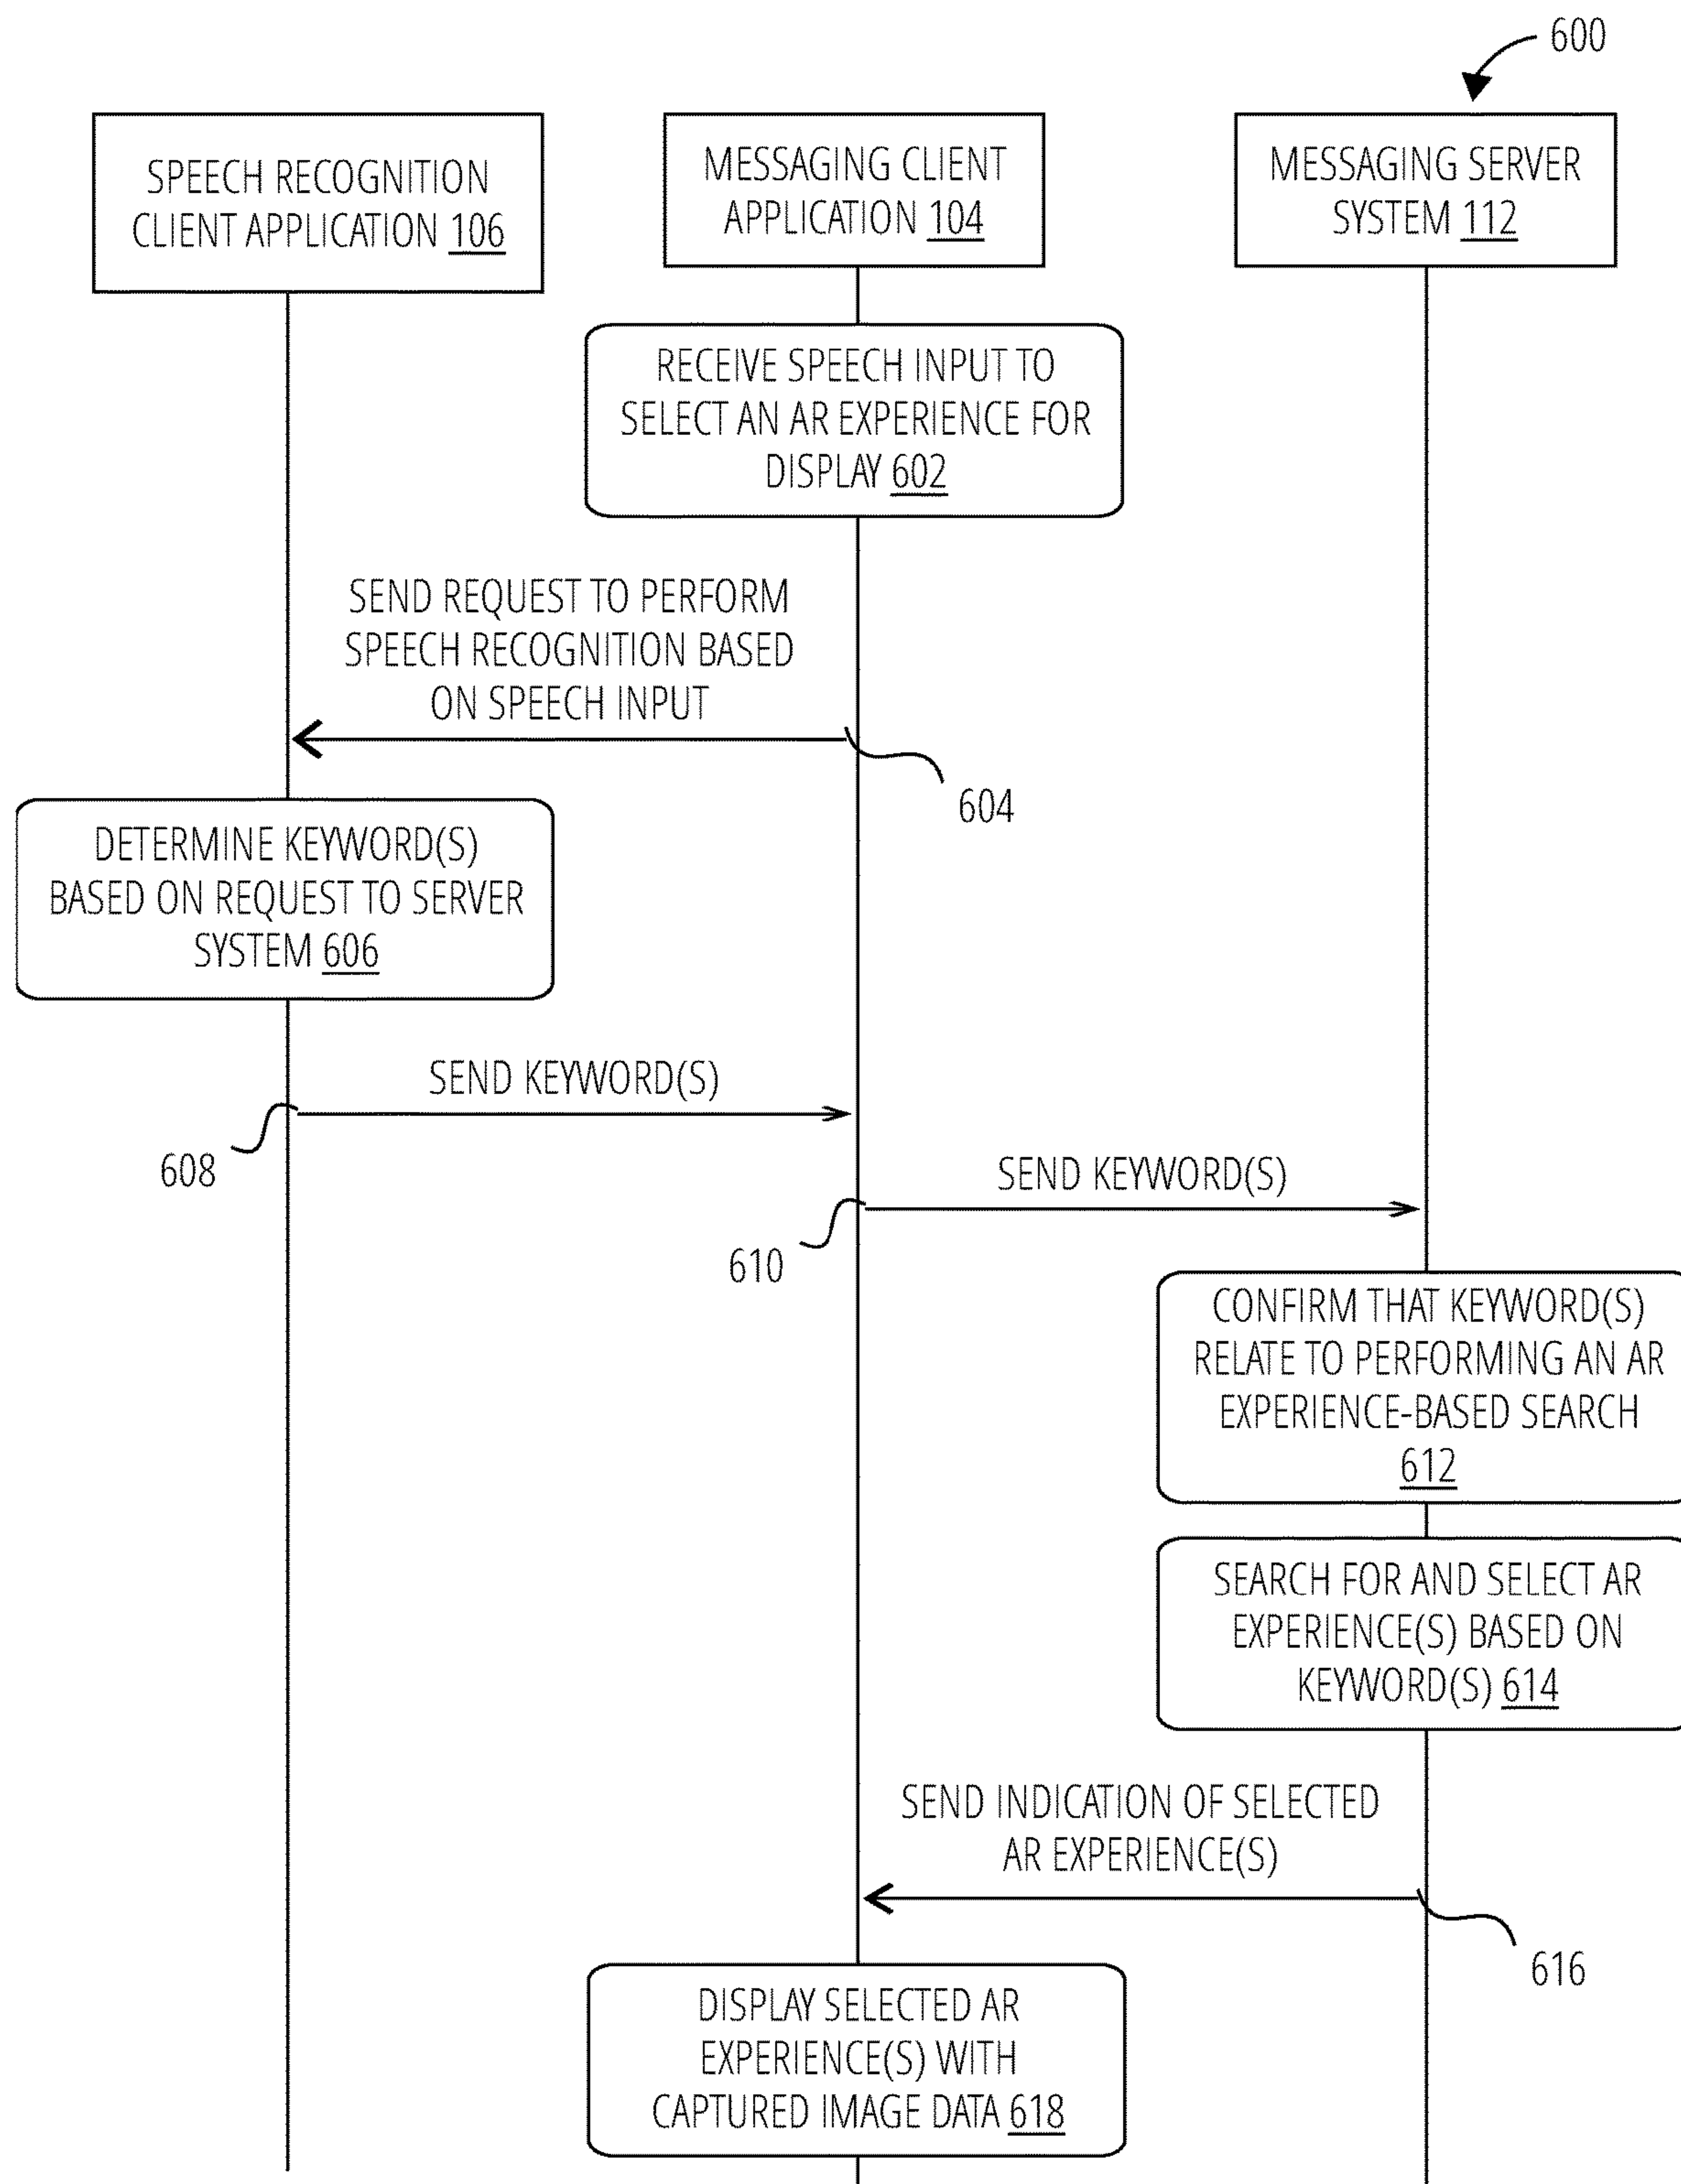 600
SPEECH RECOGNITION
CLIENT APPLICATION 106
MESSAGING CLIENT
APPLICATION 104
MESSAGING SERVER
SYSTEM 112
RECEIVE SPEECH INPUT TO
SELECT AN AR EXPERIENCE FOR
DISPLAY 602
SEND REQUEST TO PERFORM
SPEECH RECOGNITION BASED
ON SPEECH INPUT
604
DETERMINE KEYWORD(S)
BASED ON REQUEST TO SERVER
SYSTEM 606
SEND KEYWORD(S)
608
SEND KEYWORD(S)
610
CONFIRM THAT KEYWORD(S)
RELATE TO PERFORMING AN AR
EXPERIENCE-BASED SEARCH
612
SEARCH FOR AND SELECT AR
EXPERIENCE(S) BASED ON
KEYWORD(S) 614
SEND INDICATION OF SELECTED
AR EXPERIENCE(S)
616
DISPLAY SELECTED AR
EXPERIENCE(S) WITH
CAPTURED IMAGE DATA 618